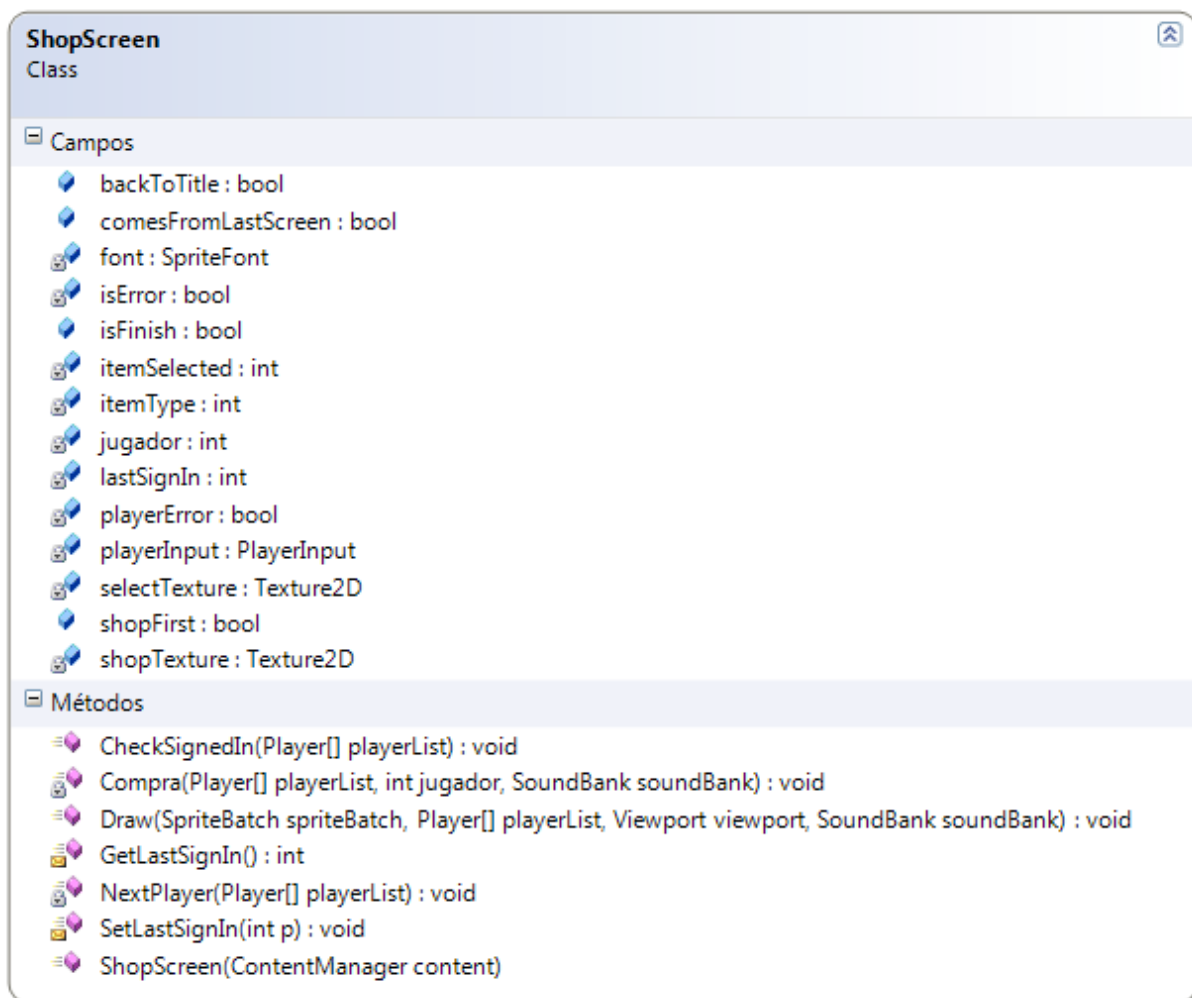 ShopScreen
Class
Campos
backToTitle : bool
comesFromLastScreen : bool
font : SpriteFont
isError : bool
isFinish : bool
itemSelected : int
itemType : int
jugador : int
lastSignIn : int
playerError : bool
playerInput : PlayerInput
selectTexture : Texture2D
shopFirst : bool
shopTexture : Texture2D
Métodos
CheckSignedIn(Player[] playerList) : void
Compra(Player[] playerList, int jugador, SoundBank soundBank) : void
Draw(SpriteBatch spriteBatch, Player[] playerList, Viewport viewport, SoundBank soundBank) : void
GetLastSignIn() : int
NextPlayer(Player[] playerList) : void
SetLastSignIn(int p) : void
ShopScreen(ContentManager content)